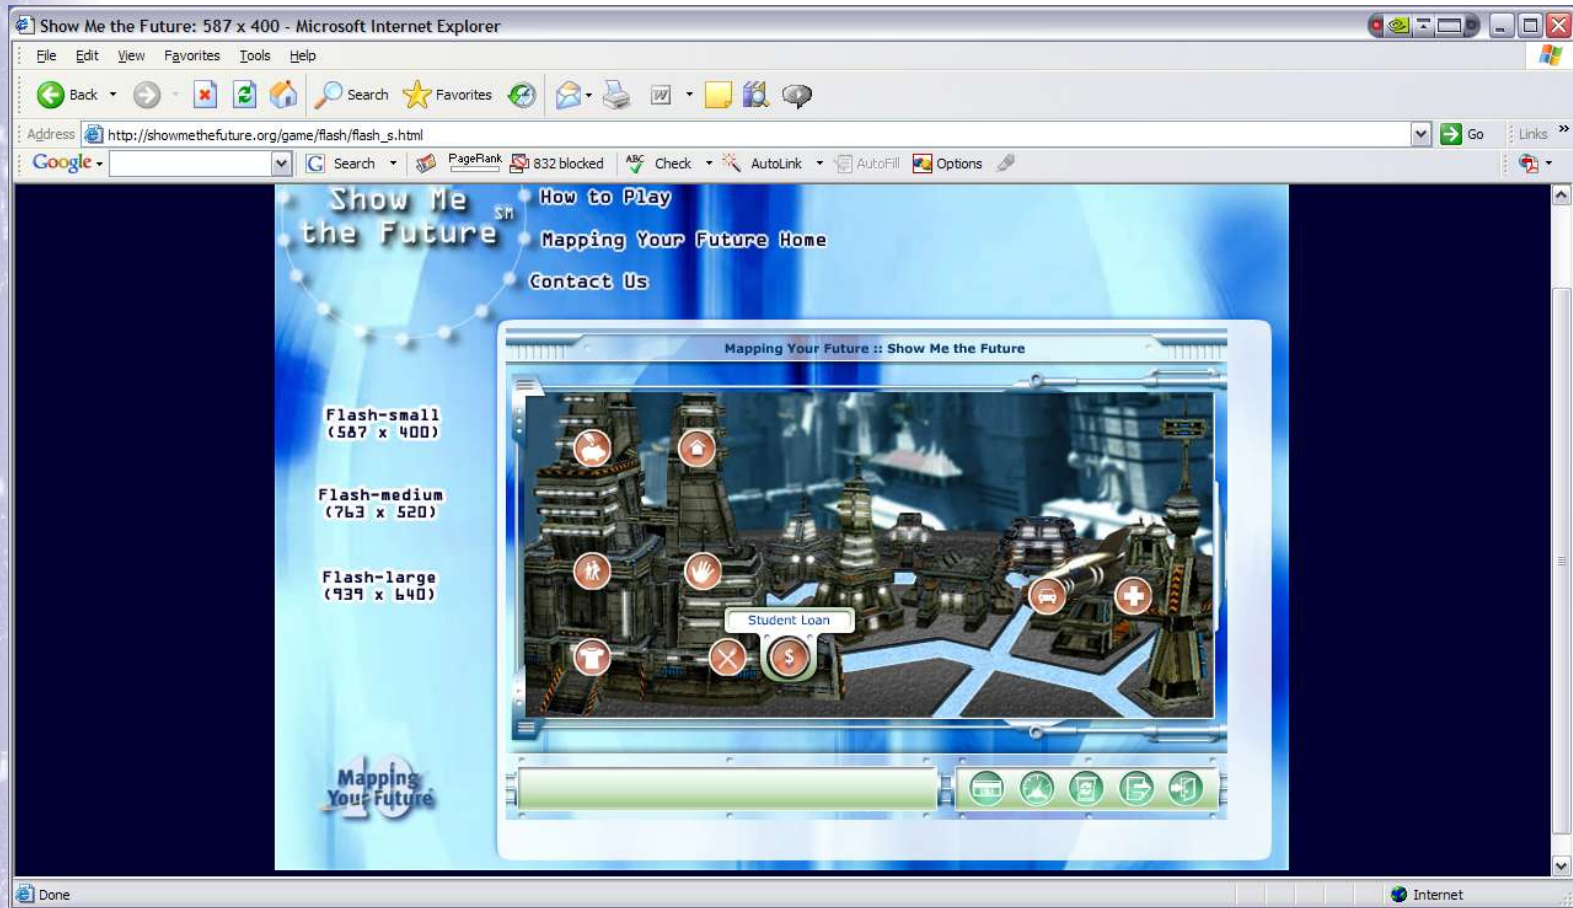 Show Me the Future: 587 x 400 - Microsoft Internet Explorer
File Edit View Favorites Tools Help
Back Search Favorites
Address http://showmethefuture.org/game/flash/flash_s.html Go Links »
Google Search PageRank 832 blocked ABC Check AutoLink AutoFill Options
Show Me
the Future SM
How to Play
Mapping Your Future Home
Contact Us
Mapping Your Future :: Show Me the Future
Flash-small
(587 x 400)
Flash-medium
(763 x 520)
Flash-large
(939 x 640)
Student Loan
$
10
Mapping
Your Future
Done Internet